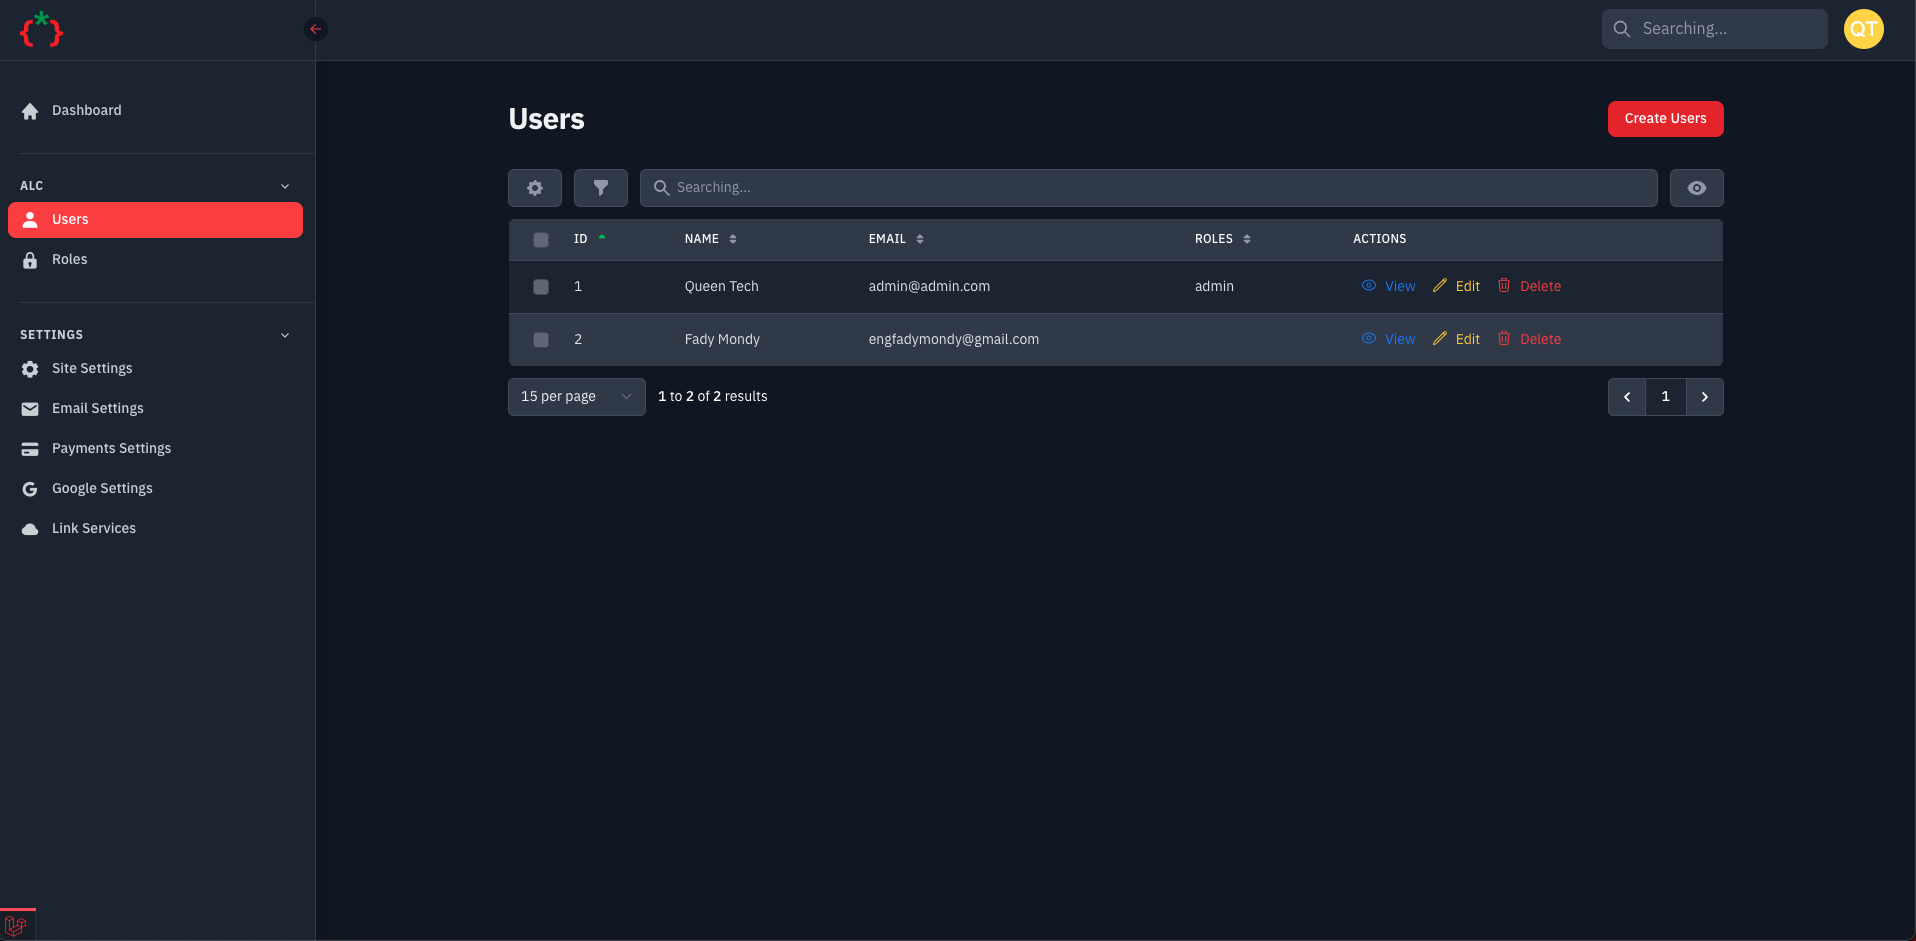 Searching...
QT
Dashboard
ALC
Users
Roles
SETTINGS
Site Settings
Email Settings
Payments Settings
Google Settings
Link Services
Users
Create Users
Searching...
ID NAME EMAIL ROLES ACTIONS
1 Queen Tech admin@admin.com admin View Edit Delete
2 Fady Mondy engfadymondy@gmail.com View Edit Delete
15 per page 1 to 2 of 2 results 1